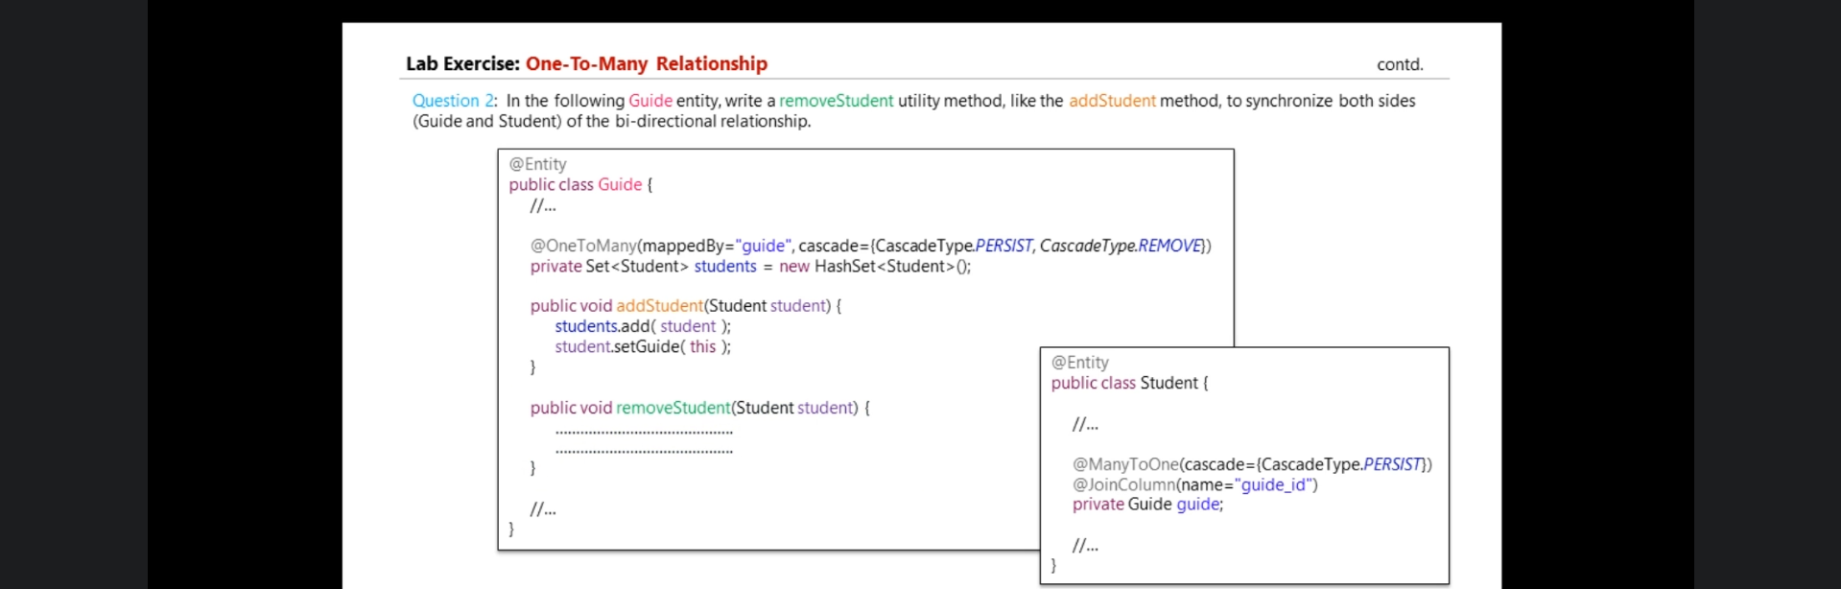 Lab Exercise: One-To-Many Relationship
contd.
Question 2: In the following Guide entity, write a removeStudent utility method, like the addStudent method, to synchronize both sides
(Guide and Student) of the bi-directional relationship.
@Entity
public class Guide {
//...
@OneToMany(mappedBy="guide", cascade={CascadeType.PERSIST, CascadeType.REMOVE})
private Set<Student> students = new HashSet<Student>();
public void addStudent(Student student) {
students.add( student );
student.setGuide( this );
}
public void removeStudent(Student student) {
............................................
............................................
}
//...
}
@Entity
public class Student {
//...
@ManyToOne(cascade={CascadeType.PERSIST})
@JoinColumn(name="guide_id")
private Guide guide;
//...
}